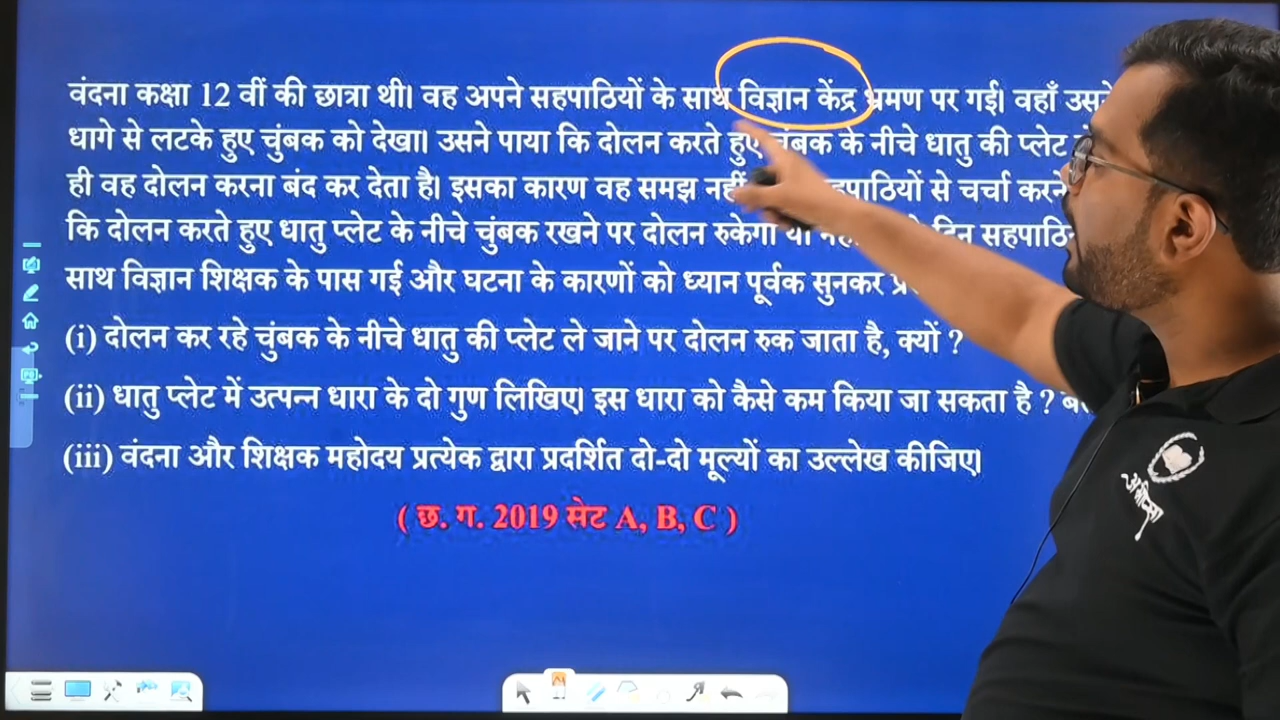 वंदना कक्षा 12 वीं की छात्रा थी। वह अपने सहपाठियों के साथ विज्ञान केंद्र भ्रमण पर गई। वहाँ उसने
धागे से लटके हुए चुंबक को देखा। उसने पाया कि दोलन करते हुए चुंबक के नीचे धातु की प्लेट
ही वह दोलन करना बंद कर देता है। इसका कारण वह समझ नहीं सहपाठियों से चर्चा करने
कि दोलन करते हुए धातु प्लेट के नीचे चुंबक रखने पर दोलन रुकेगा या नहीं दिन
साथ विज्ञान शिक्षक के पास गई और घटना के कारणों को ध्यान पूर्वक सुनकर
(i) दोलन कर रहे चुंबक के नीचे धातु की प्लेट ले जाने पर दोलन रुक जाता है, क्यों ?
(ii) धातु प्लेट में उत्पन्न धारा के दो गुण लिखिए। इस धारा को कैसे कम किया जा सकता है ?
(iii) वंदना और शिक्षक महोदय प्रत्येक द्वारा प्रदर्शित दो-दो मूल्यों का उल्लेख कीजिए।
( छ. ग. 2019 सेट A, B, C )